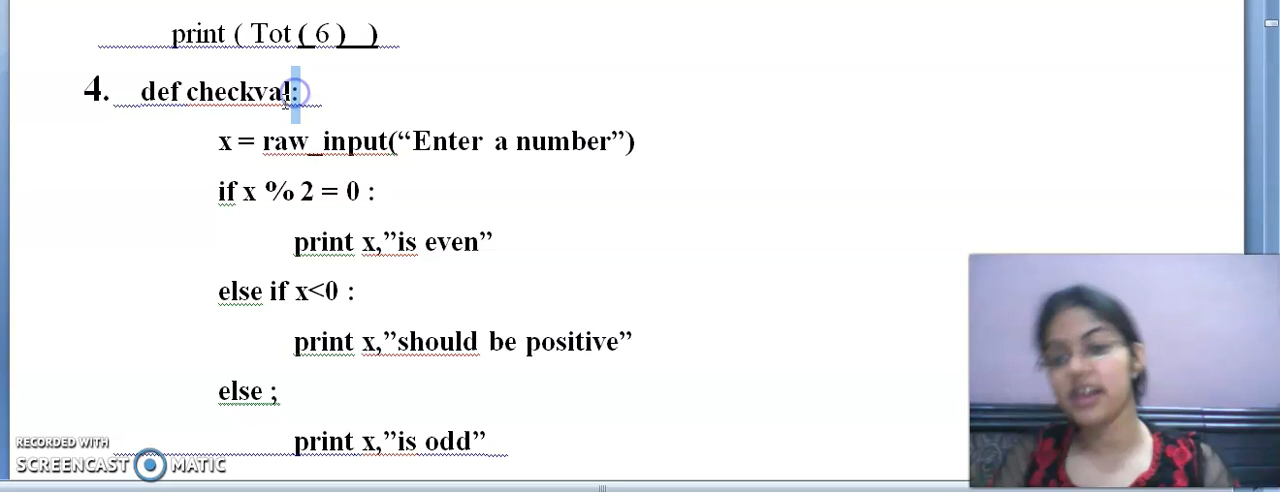 print ( Tot ( 6 ) )
4. def checkval:
x = raw_input(“Enter a number”)
if x % 2 = 0 :
print x,”is even”
else if x<0 :
print x,”should be positive”
else ;
print x,”is odd”
RECORDED WITH
SCREENCAST MATIC